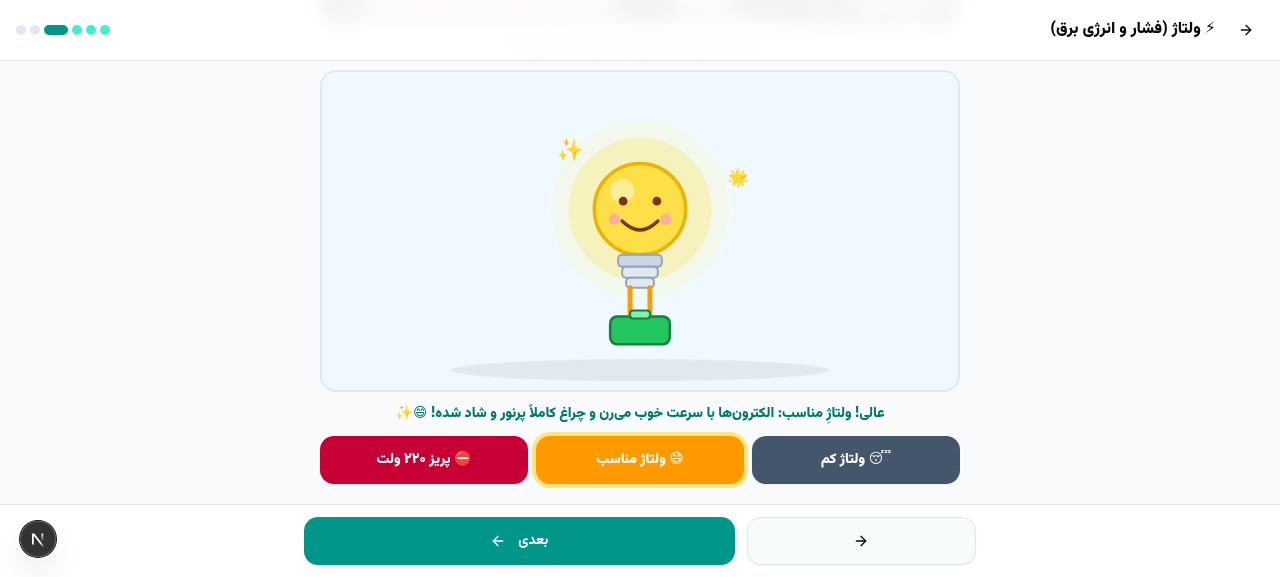 ⚡ ولتاژ (فشار و انرژی برق)
عالی! ولتاژِ مناسب: الکترون‌ها با سرعت خوب می‌رن و چراغ کاملاً پرنور و شاد شده! 😄✨
😴 ولتاژ کم
😄 ولتاژ مناسب
⛔ پریز ۲۲۰ ولت
بعدی
N